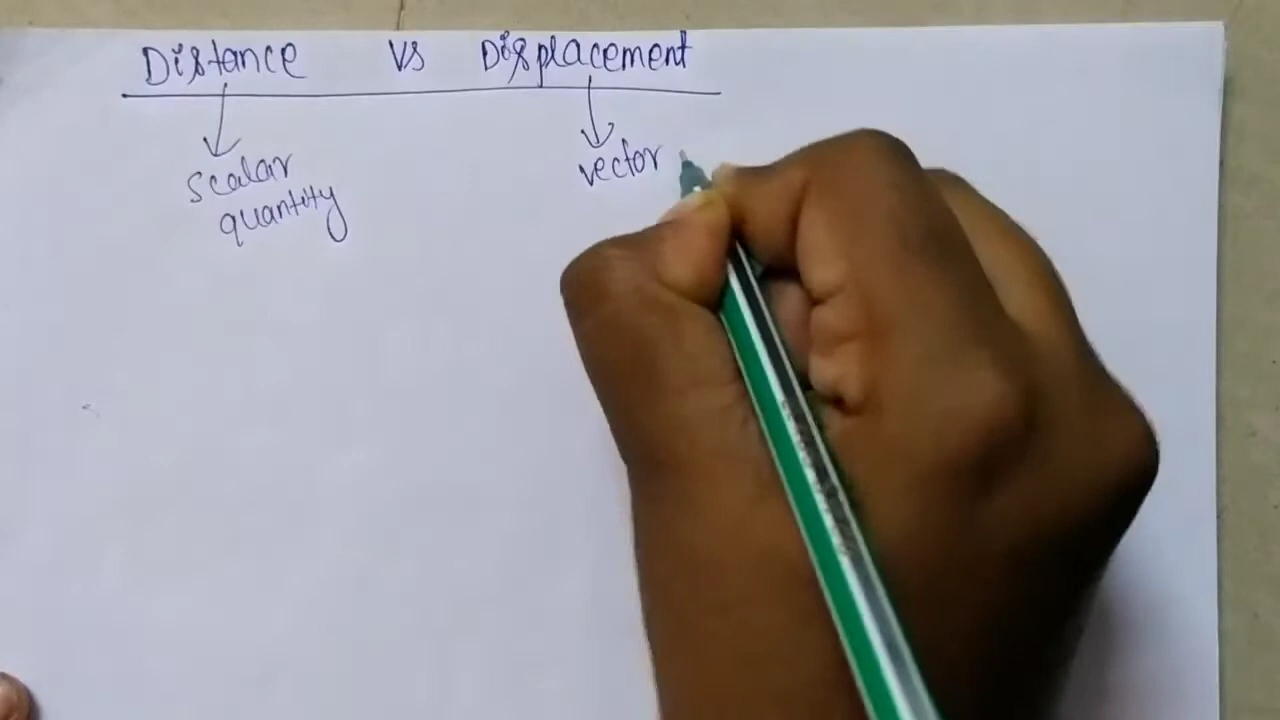 Distance vs Displacement
scalar
quantity
vector